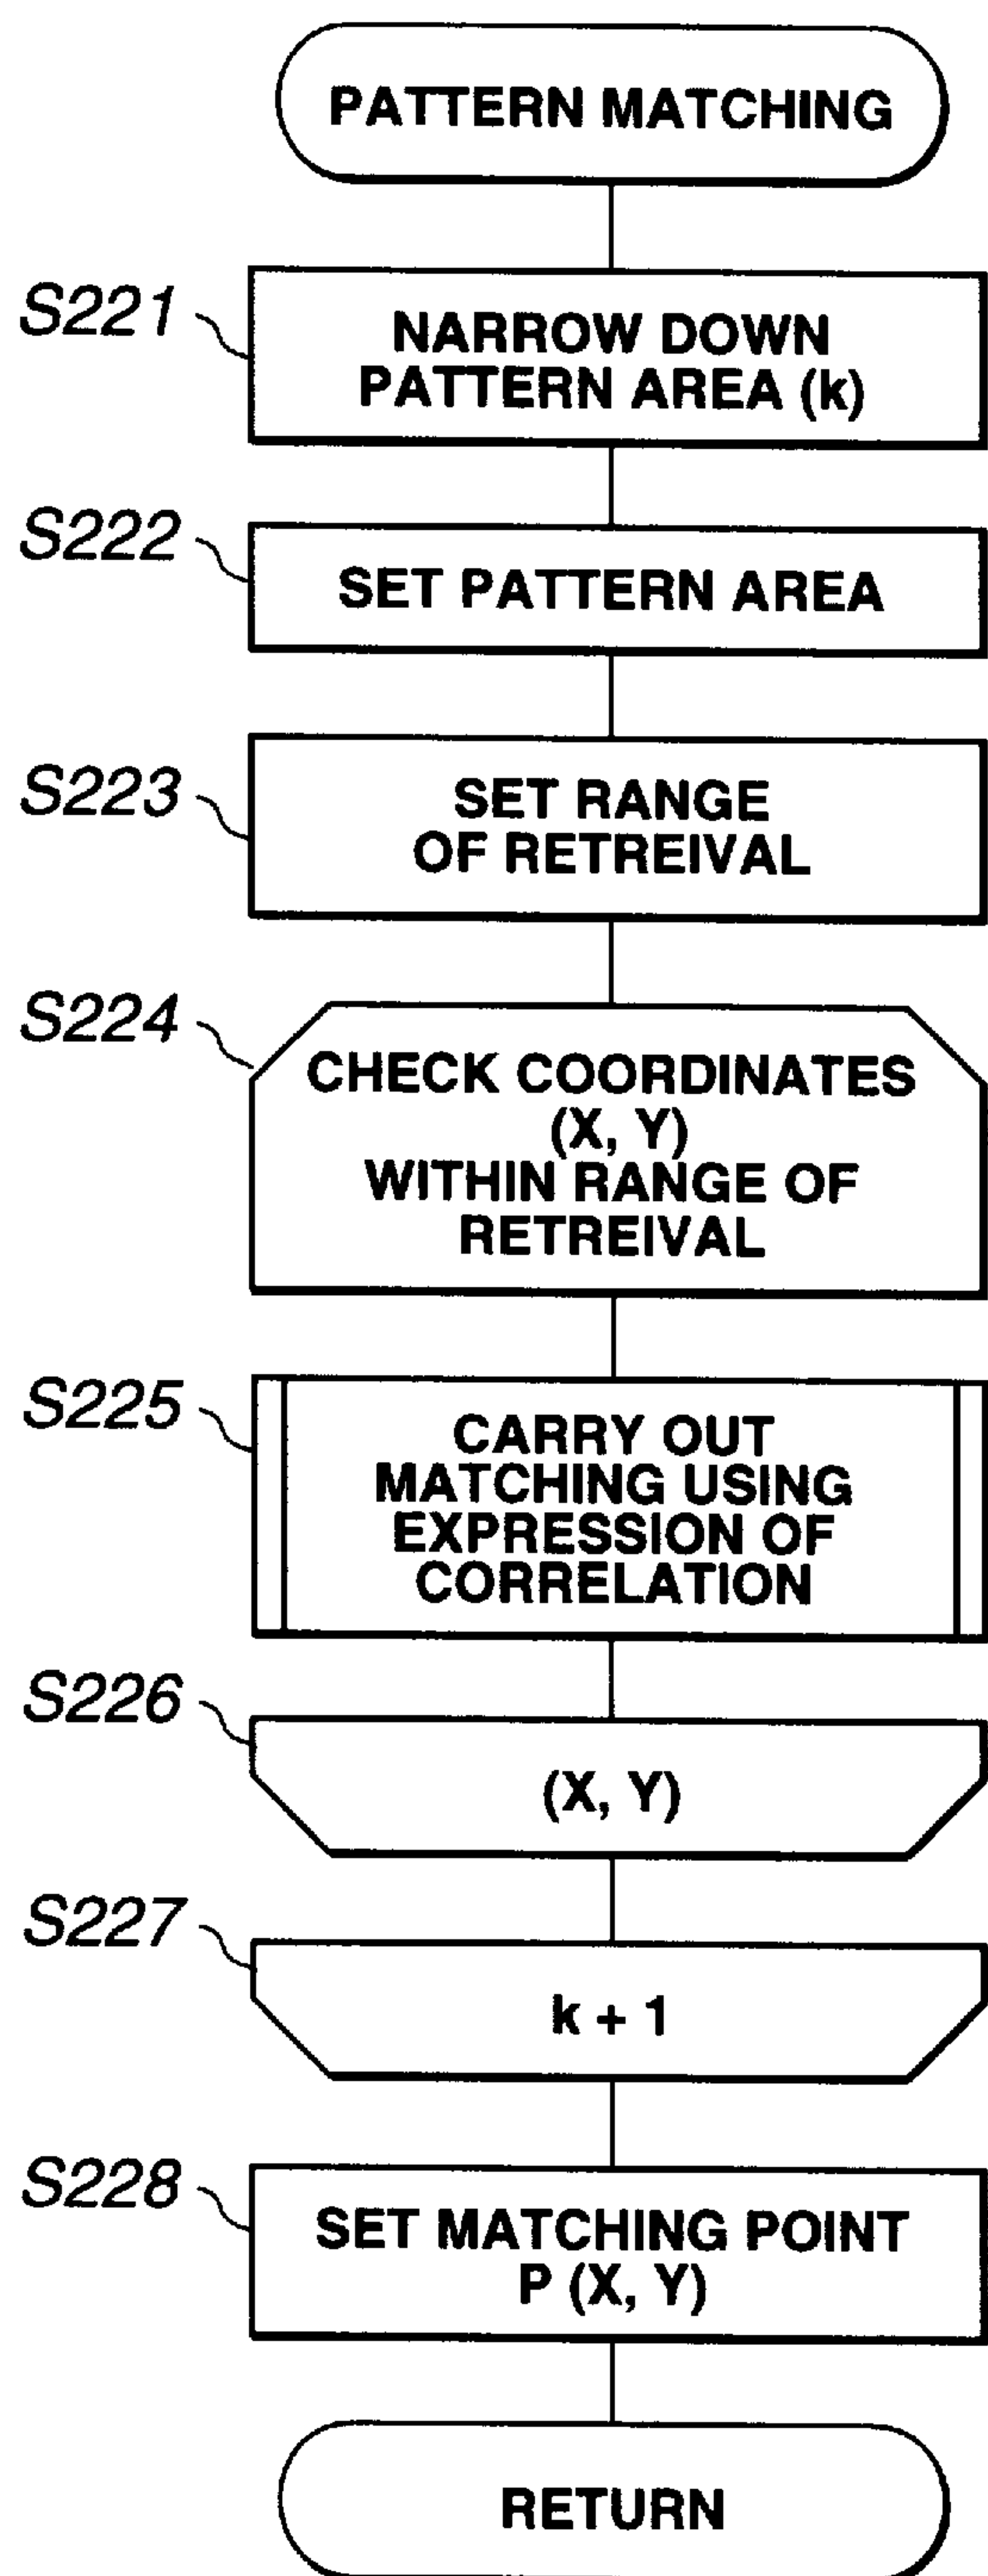 PATTERN MATCHING
S221
NARROW DOWN
PATTERN AREA (k)
S222
SET PATTERN AREA
S223
SET RANGE
OF RETREIVAL
S224
CHECK COORDINATES
(X, Y)
WITHIN RANGE OF
RETREIVAL
S225
CARRY OUT
MATCHING USING
EXPRESSION OF
CORRELATION
S226
(X, Y)
S227
k + 1
S228
SET MATCHING POINT
P (X, Y)
RETURN